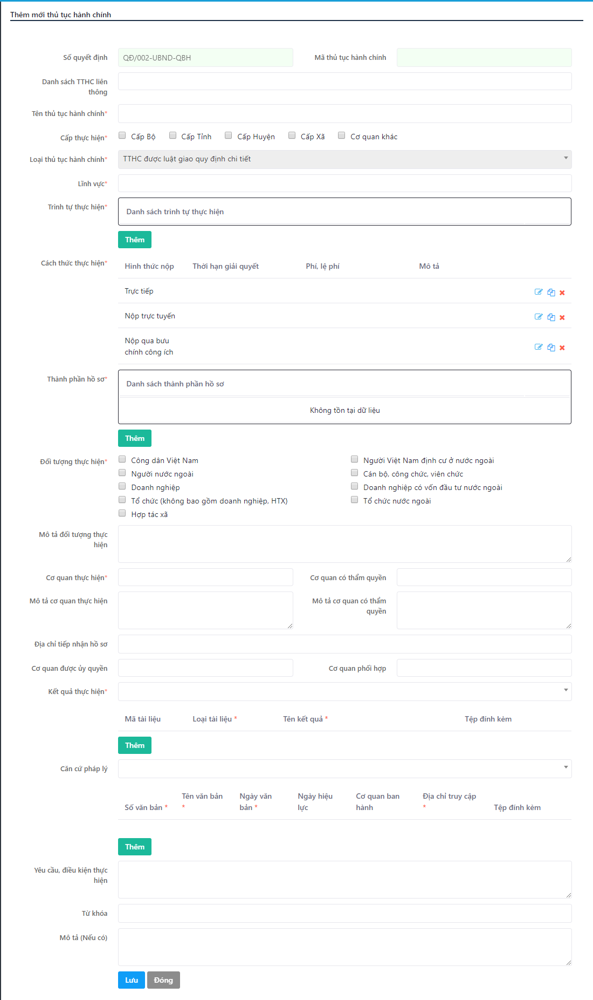 Thêm mới thủ tục hành chính
Số quyết định QĐ/002-UBND-QBH Mã thủ tục hành chính
Danh sách TTHC liên
thông
Tên thủ tục hành chính*
Cấp thực hiện* Cấp Bộ Cấp Tỉnh Cấp Huyện Cấp Xã Cơ quan khác
Loại thủ tục hành chính* TTHC được luật giao quy định chi tiết
Lĩnh vực*
Trình tự thực hiện* Danh sách trình tự thực hiện
Thêm
Cách thức thực hiện* Hình thức nộp Thời hạn giải quyết Phí, lệ phí Mô tả
Trực tiếp
Nộp trực tuyến
Nộp qua bưu
chính công ích
Thành phần hồ sơ* Danh sách thành phần hồ sơ
Không tồn tại dữ liệu
Thêm
Đối tượng thực hiện* Công dân Việt Nam Người Việt Nam định cư ở nước ngoài
Người nước ngoài Cán bộ, công chức, viên chức
Doanh nghiệp Doanh nghiệp có vốn đầu tư nước ngoài
Tổ chức (không bao gồm doanh nghiệp, HTX) Tổ chức nước ngoài
Hợp tác xã
Mô tả đối tượng thực
hiện
Cơ quan thực hiện* Cơ quan có thẩm quyền
Mô tả cơ quan thực hiện Mô tả cơ quan có thẩm
quyền
Địa chỉ tiếp nhận hồ sơ
Cơ quan được ủy quyền Cơ quan phối hợp
Kết quả thực hiện*
Mã tài liệu Loại tài liệu * Tên kết quả * Tệp đính kèm
Thêm
Căn cứ pháp lý
Số văn bản * Tên văn bản * Ngày văn bản * Ngày hiệu lực Cơ quan ban hành Địa chỉ truy cập * Tệp đính kèm
Thêm
Yêu cầu, điều kiện thực
hiện
Từ khóa
Mô tả (Nếu có)
Lưu Đóng